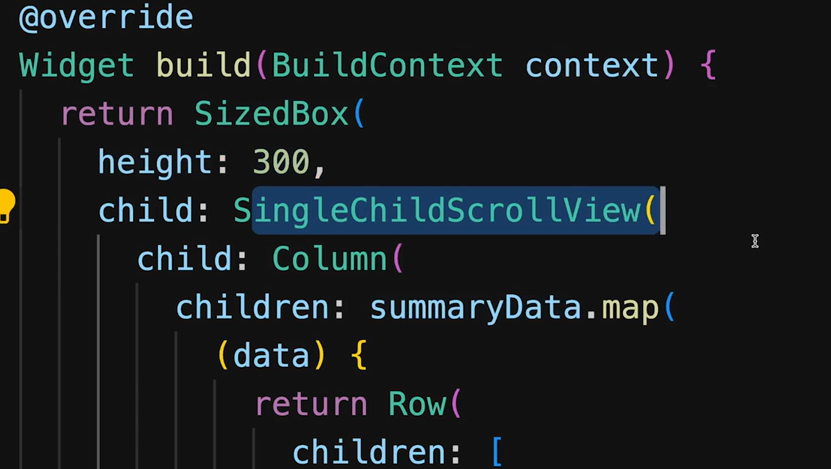 @override
Widget build(BuildContext context) {
return SizedBox(
height: 300,
child: SingleChildScrollView(
child: Column(
children: summaryData.map(
(data) {
return Row(
children: [